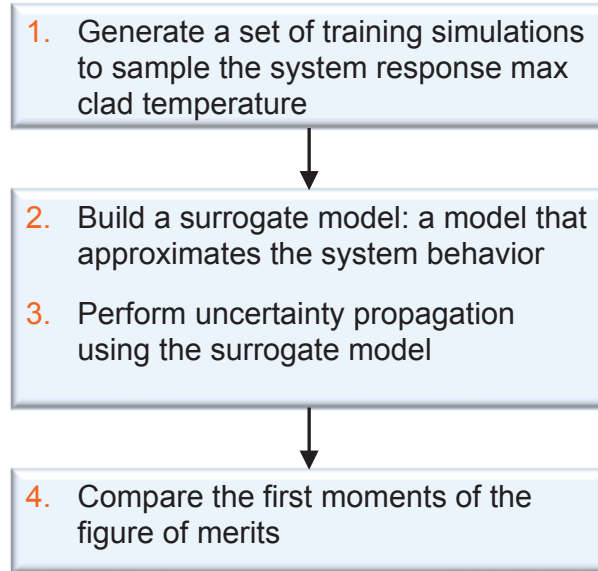 1. Generate a set of training simulations
to sample the system response max
clad temperature
2. Build a surrogate model: a model that
approximates the system behavior
3. Perform uncertainty propagation
using the surrogate model
4. Compare the first moments of the
figure of merits